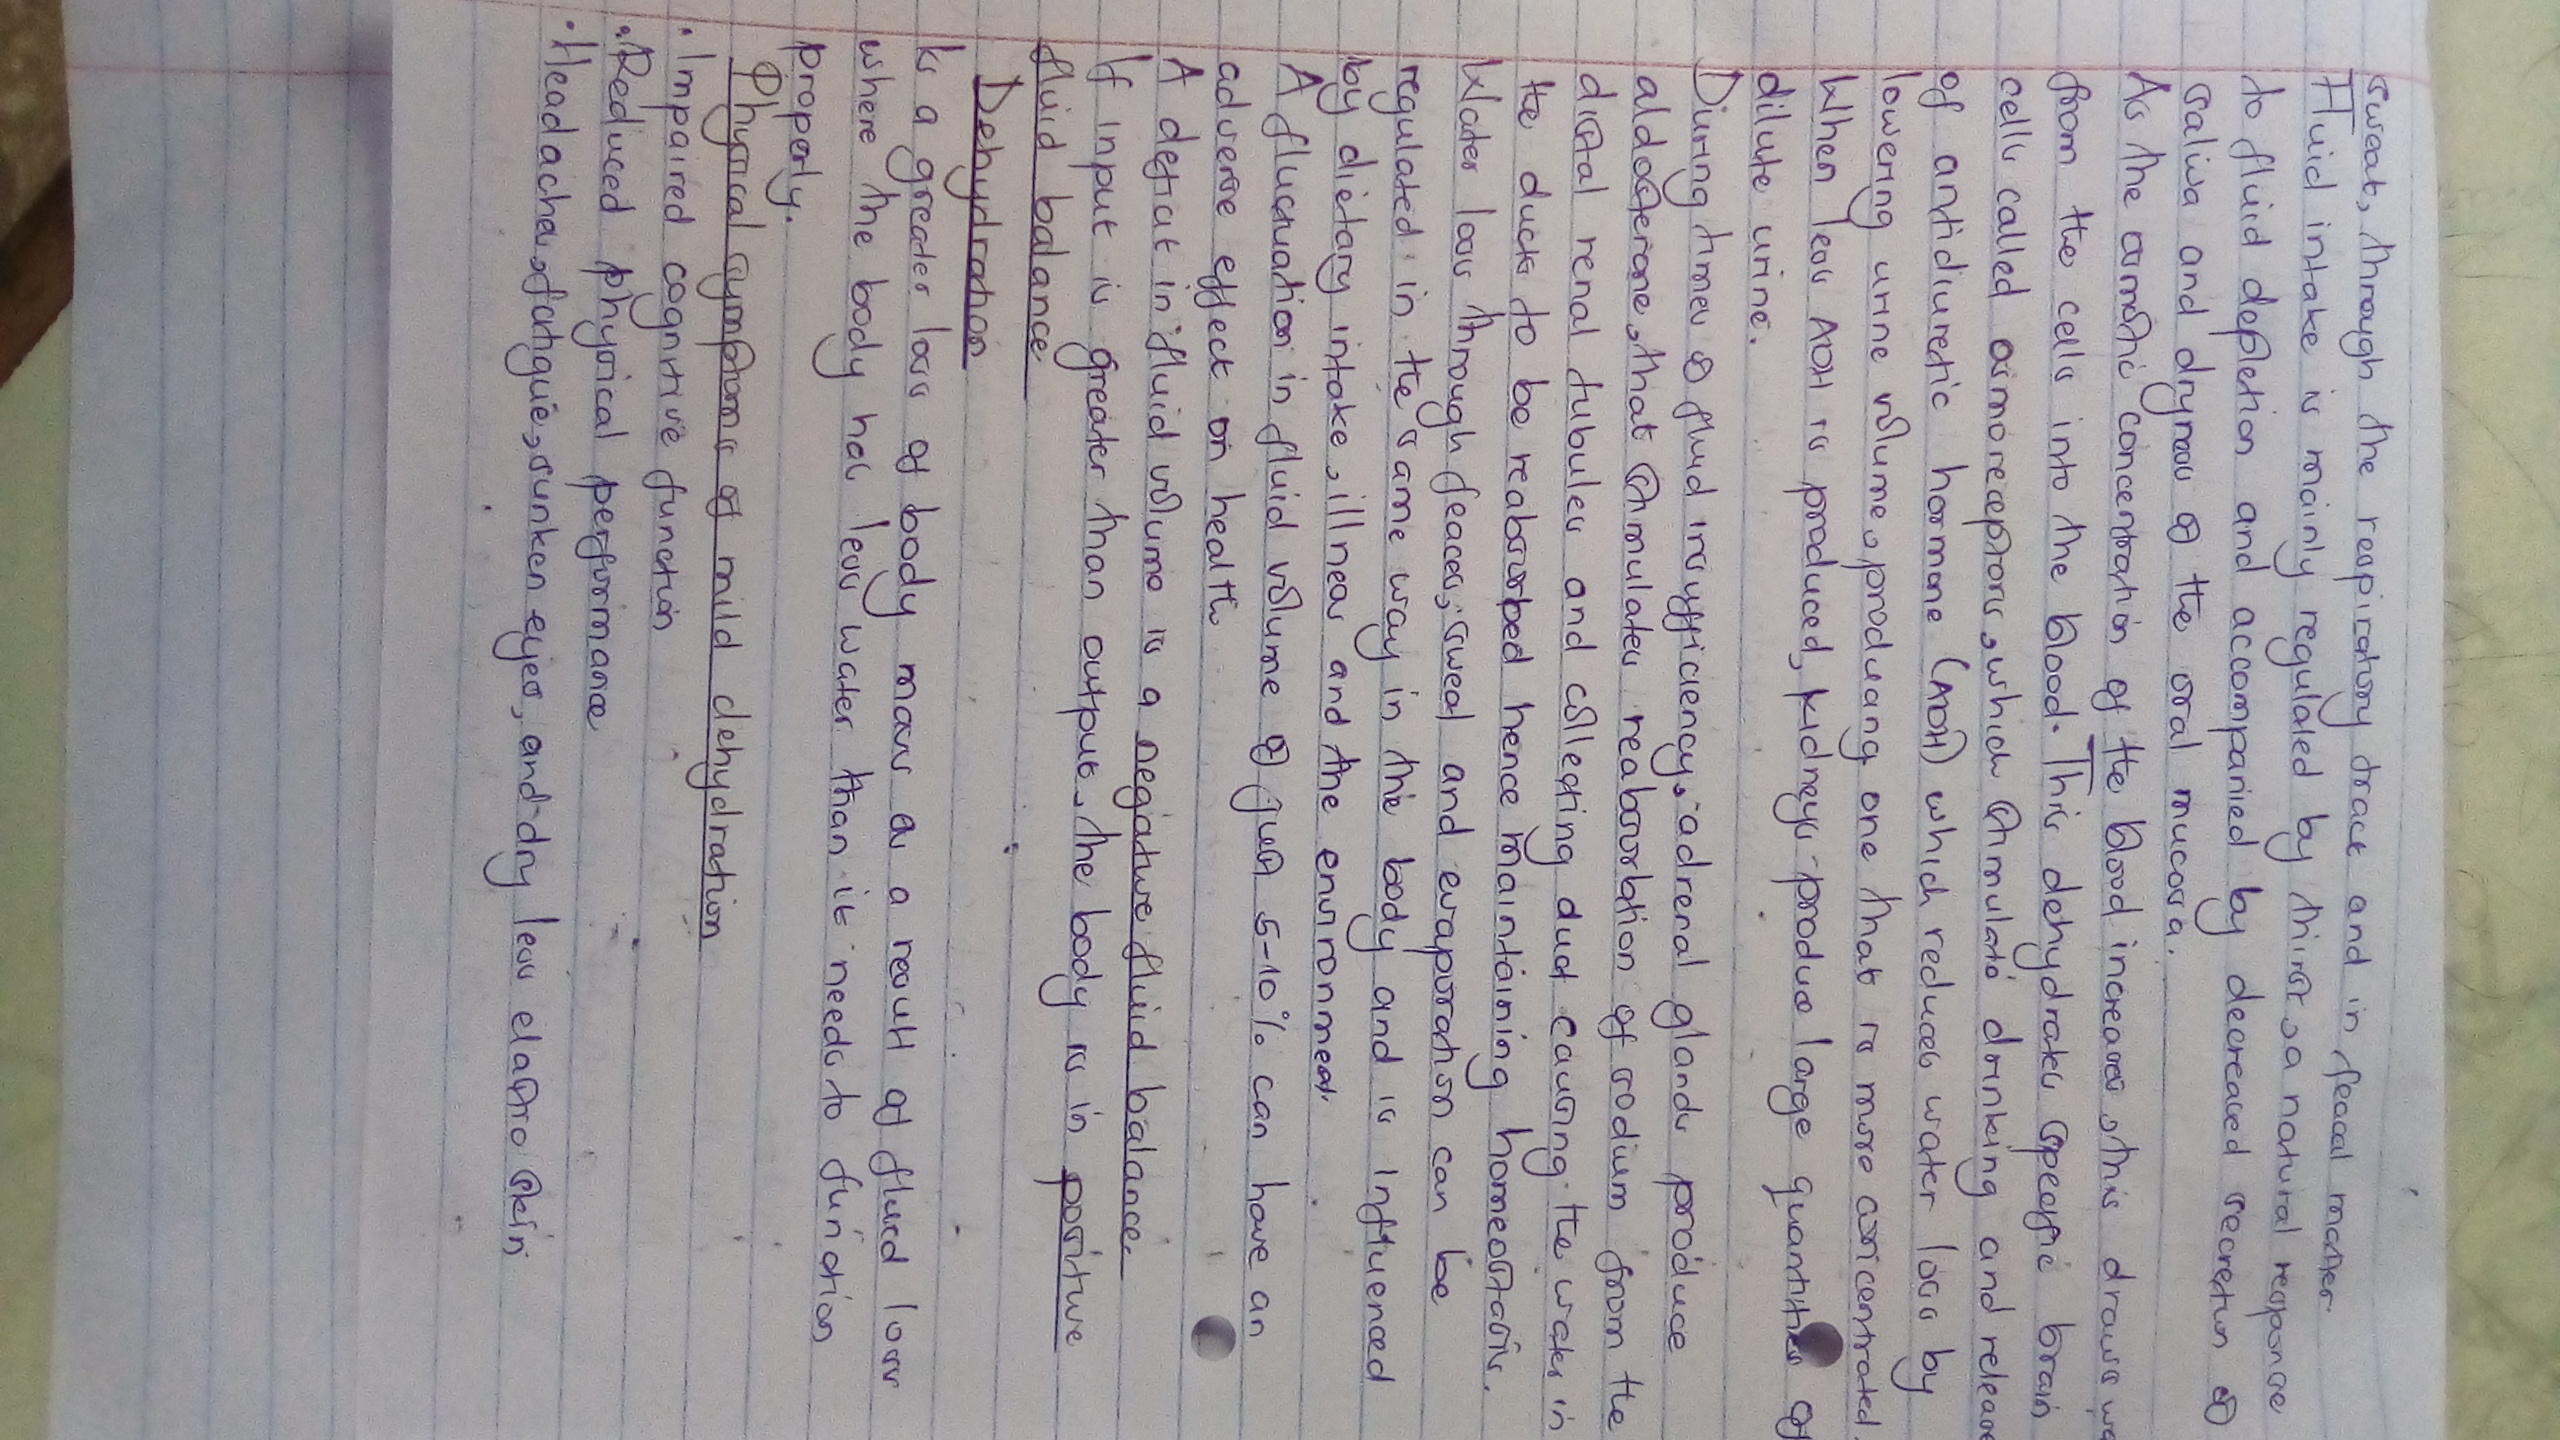 sweat, through the respiratory tract and in feacal matter.
Fluid intake is mainly regulated by thirst, a natural response
to fluid depletion and accompanied by decreased secretion of
saliva and dryness of the oral mucosa.
As the osmotic concentration of the blood increases, this draws wa
from the cells into the blood. This dehydrates specific brain
cells called osmoreceptors, which stimulate drinking and release
of antidiuretic hormone (ADH) which reduces water loss by
lowering urine volume, producing one that is more concentrated.
When less ADH is produced, kidneys produce large quantities of
dilute urine.
During times of fluid insufficiency, adrenal glands produce
aldosterone, that stimulates reabsorbtion of sodium from the
distal renal tubules and collecting duct causing the water in
the ducts to be reabsorbed hence maintaining homeostasis.
Water loss through feaces, sweat and evaporation can be
regulated in the same way in the body and is influenced
by dietary intake, illness and the environment
A fluctuation in fluid volume of just 5-10% can have an
adverse effect on health
A deficit in fluid volume is a negative fluid balance.
If input is greater than output, the body is in positive
fluid balance
Dehydration
Is a greater loss of body mass as a result of fluid loss
where the body has less water than it needs to function
properly.
Physical symptoms of mild dehydration
• Impaired cognitive function
• Reduced physical performance
• Headaches, fatigue, sunken eyes, and dry less elastic skin